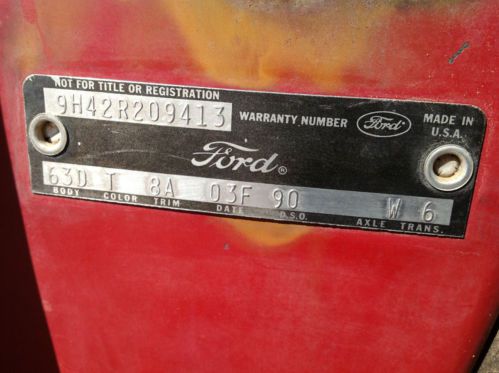 NOT FOR TITLE OR REGISTRATION
9H42R209413 WARRANTY NUMBER Ford MADE IN
U.S.A.
Ford ®
63D T 8A 03F 90 W 6
BODY COLOR TRIM DATE D.S.O. AXLE TRANS.